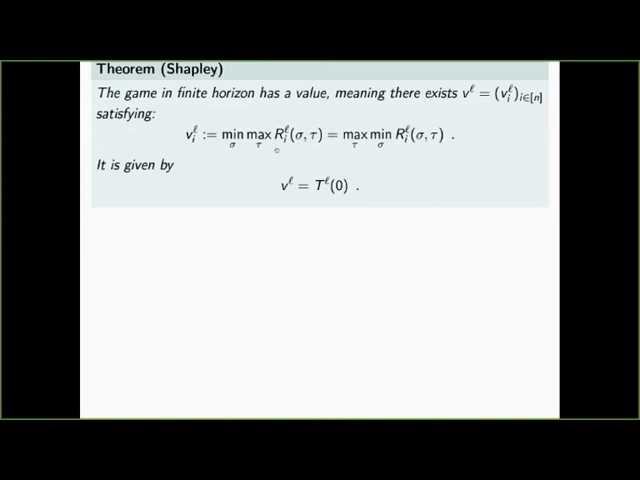 Theorem (Shapley)
The game in finite horizon has a value, meaning there exists v^ℓ = (v_i^ℓ)_{i∈[n]}
satisfying:
v_i^ℓ := min_σ max_τ R_i^ℓ(σ, τ) = max_τ min_σ R_i^ℓ(σ, τ) .
It is given by
v^ℓ = T^ℓ(0) .